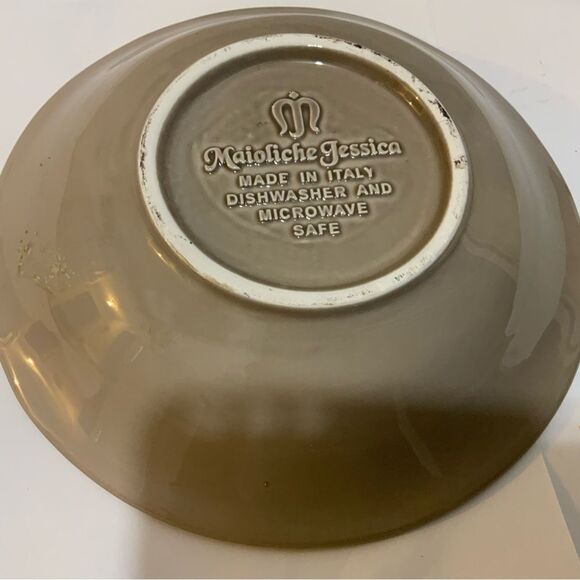 Maioliche Jessica
MADE IN ITALY
DISHWASHER AND
MICROWAVE
SAFE